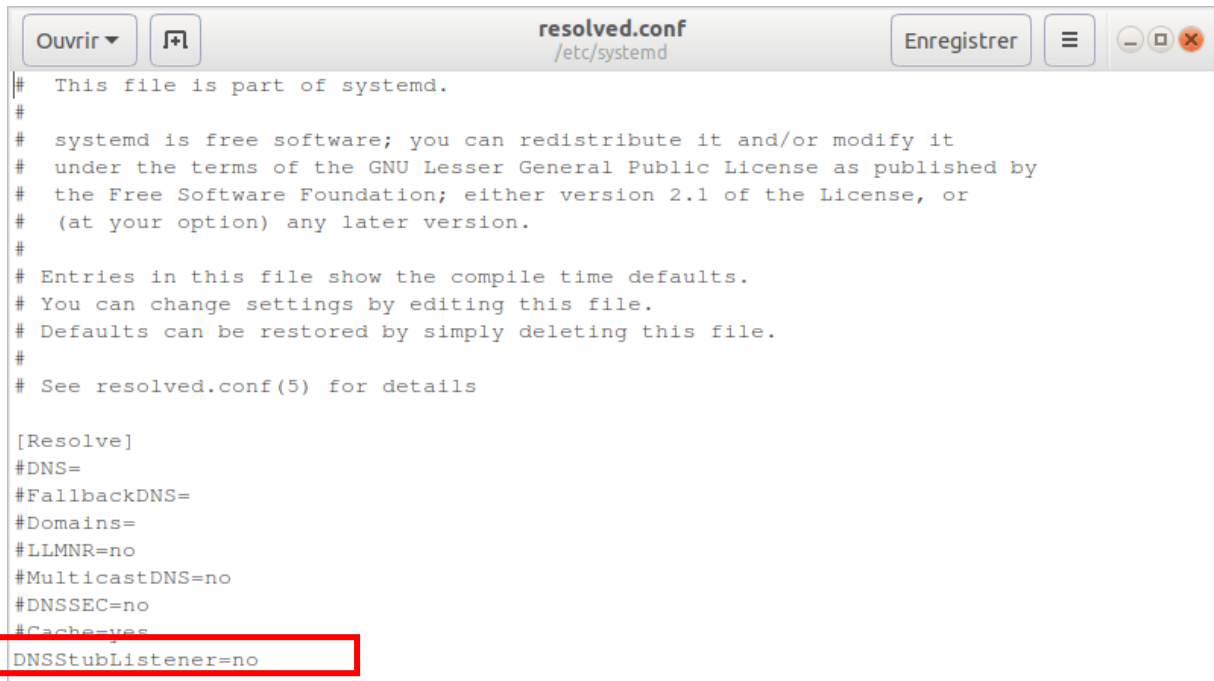 Ouvrir
resolved.conf
/etc/systemd
Enregistrer
#  This file is part of systemd.
#
#  systemd is free software; you can redistribute it and/or modify it
#  under the terms of the GNU Lesser General Public License as published by
#  the Free Software Foundation; either version 2.1 of the License, or
#  (at your option) any later version.
#
# Entries in this file show the compile time defaults.
# You can change settings by editing this file.
# Defaults can be restored by simply deleting this file.
#
# See resolved.conf(5) for details
[Resolve]
#DNS=
#FallbackDNS=
#Domains=
#LLMNR=no
#MulticastDNS=no
#DNSSEC=no
#Cache=yes
DNSStubListener=no